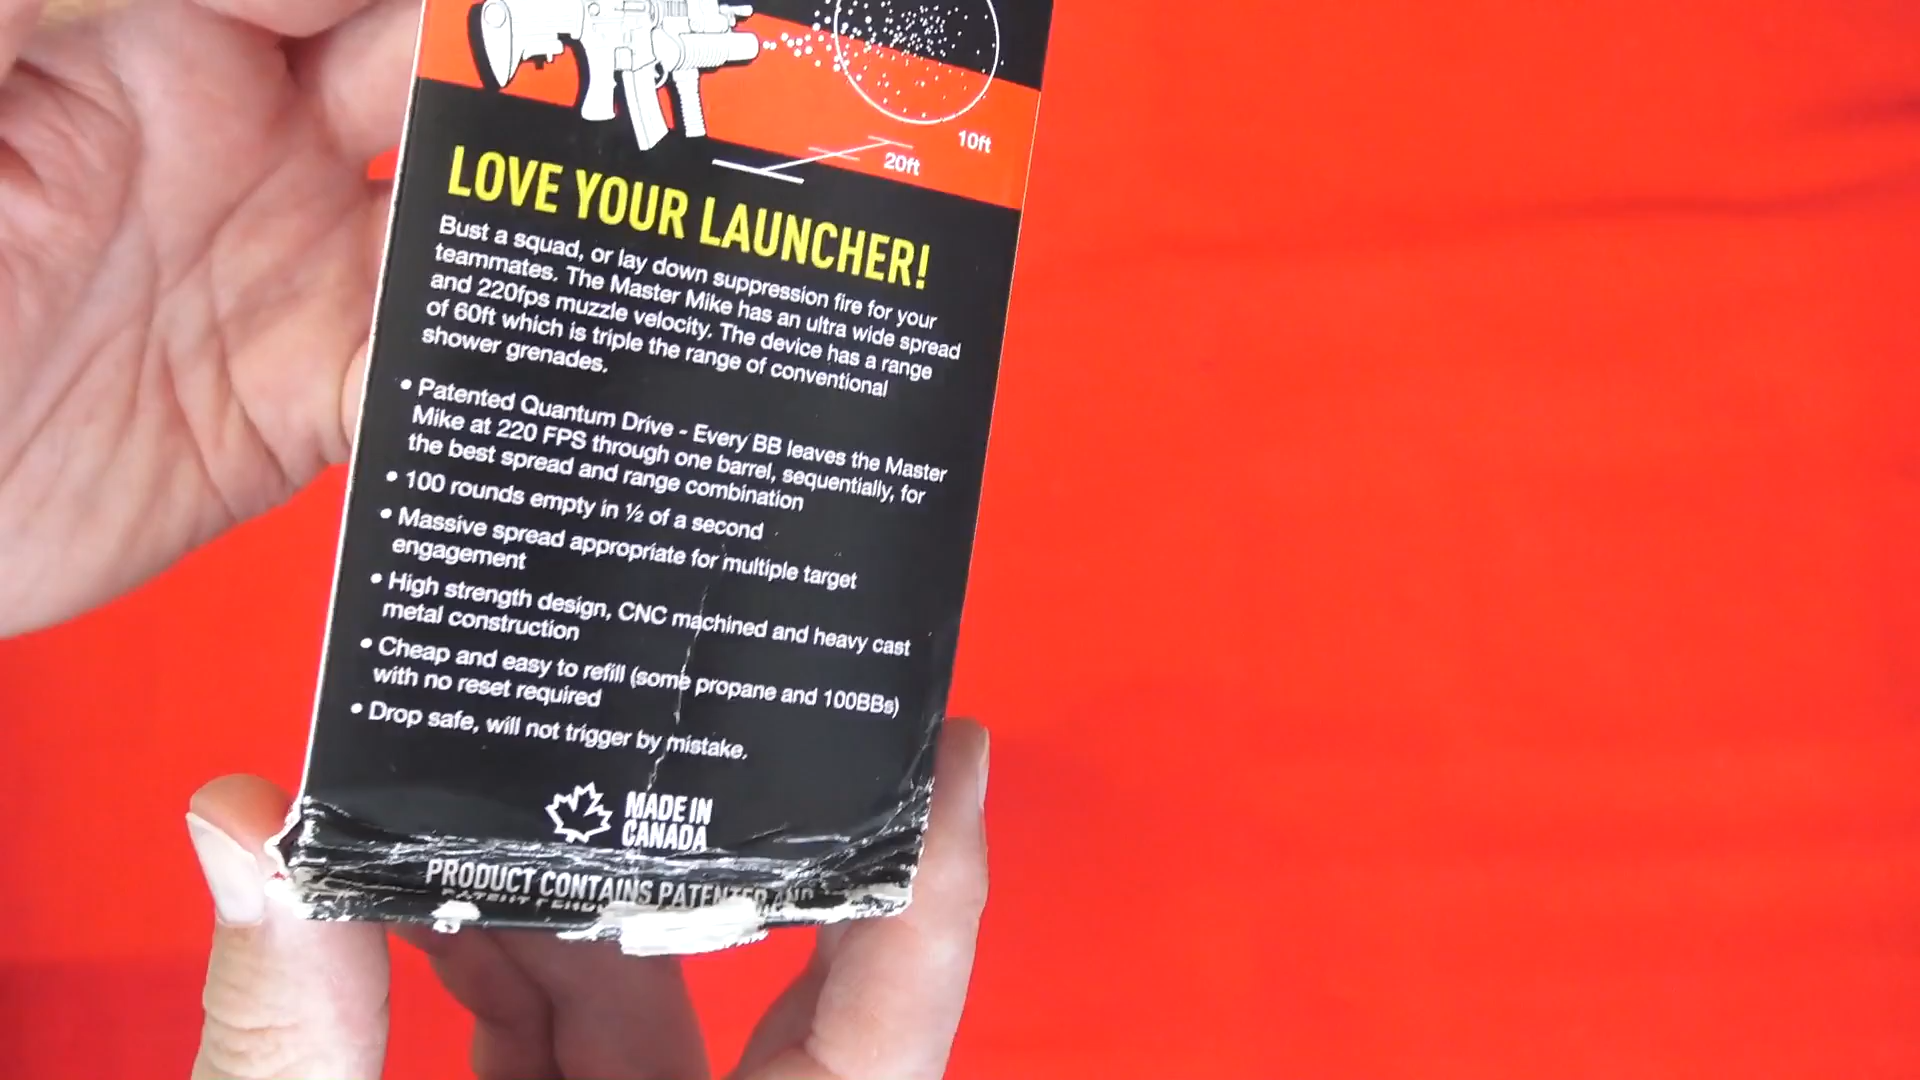 10ft
20ft
LOVE YOUR LAUNCHER!
Bust a squad, or lay down suppression fire for your
teammates. The Master Mike has an ultra wide spread
and 220fps muzzle velocity. The device has a range
of 60ft which is triple the range of conventional
shower grenades.
• Patented Quantum Drive - Every BB leaves the Master
Mike at 220 FPS through one barrel, sequentially, for
the best spread and range combination
• 100 rounds empty in ½ of a second
• Massive spread appropriate for multiple target
engagement
• High strength design, CNC machined and heavy cast
metal construction
• Cheap and easy to refill (some propane and 100BBs)
with no reset required
• Drop safe, will not trigger by mistake.
MADE IN
CANADA
PRODUCT CONTAINS PATENTED AND